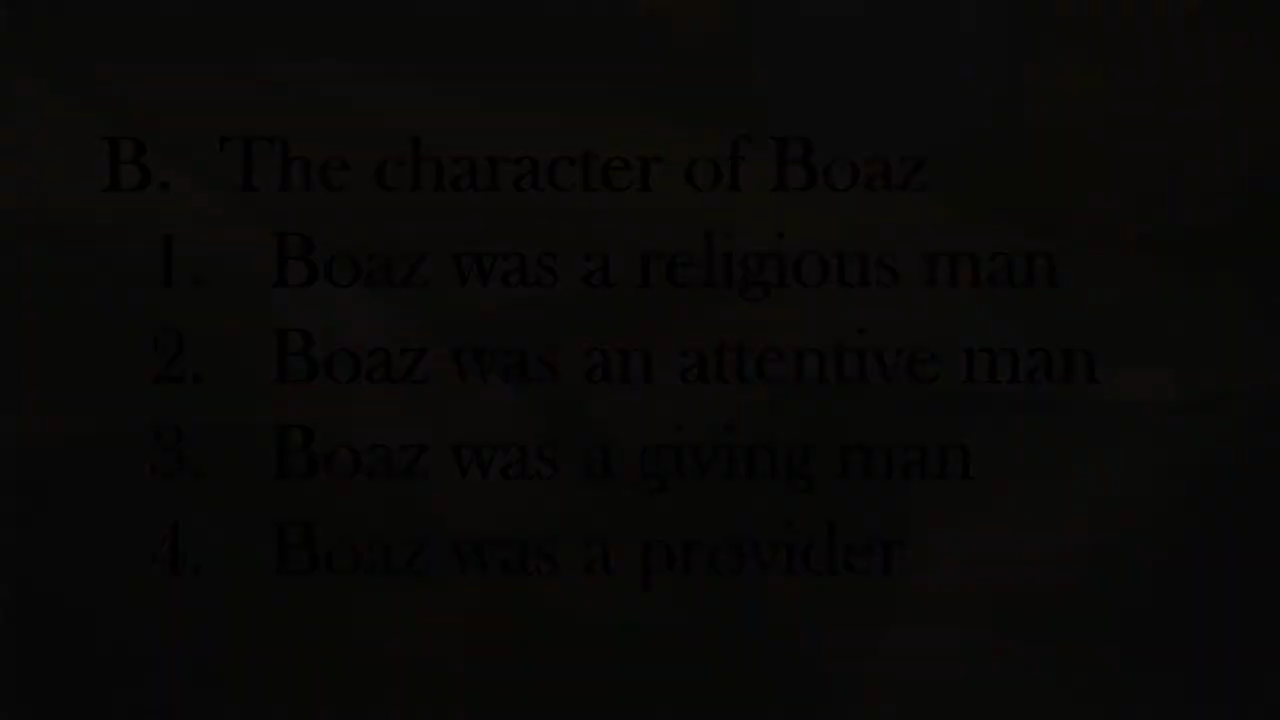 B. The character of Boaz
1. Boaz was a religious man
2. Boaz was an attentive man
3. Boaz was a giving man
4. Boaz was a provider